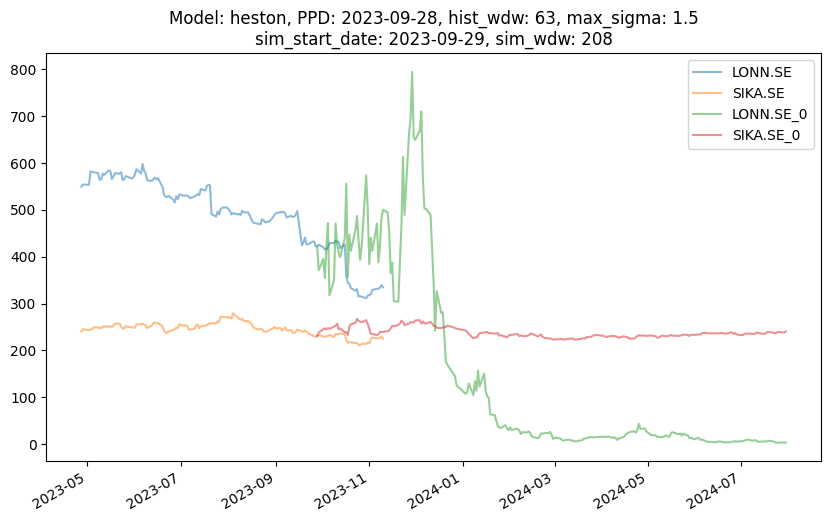 Model: heston, PPD: 2023-09-28, hist_wdw: 63, max_sigma: 1.5
sim_start_date: 2023-09-29, sim_wdw: 208
LONN.SE
SIKA.SE
LONN.SE_0
SIKA.SE_0
800
700
600
500
400
300
200
100
0
2023-05
2023-07
2023-09
2023-11
2024-01
2024-03
2024-05
2024-07